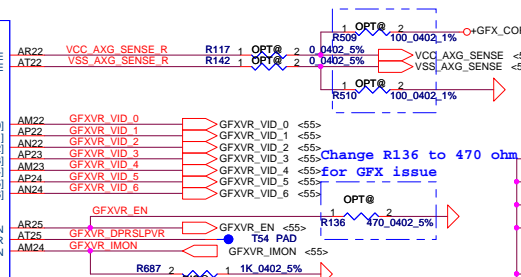 1 2
R509 OPT@ 100_0402_1% +GFX_COR
AR22 VCC_AXG_SENSE_R R117 1 OPT@ 2 0_0402_5% VCC_AXG_SENSE
AT22 VSS_AXG_SENSE_R R142 1 OPT@ 2 0_0402_5% VSS_AXG_SENSE
1 OPT@ 2
R510 100_0402_1%
AM22 GFXVR_VID_0 GFXVR_VID_0 <55>
AP22 GFXVR_VID_1 GFXVR_VID_1 <55>
AN22 GFXVR_VID_2 GFXVR_VID_2 <55>
AP23 GFXVR_VID_3 GFXVR_VID_3 <55>
AM23 GFXVR_VID_4 GFXVR_VID_4 <55>
AP24 GFXVR_VID_5 GFXVR_VID_5 <55>
AN24 GFXVR_VID_6 GFXVR_VID_6 <55>
Change R136 to 470 ohm
for GFX issue
OPT@
GFXVR_EN 1 2
R136 470_0402_5%
AR25 GFXVR_EN <55>
AT25 GFXVR_DPRSLPVR T54 PAD
AM24 GFXVR_IMON GFXVR_IMON <55>
R687 2 1 1K_0402_5%